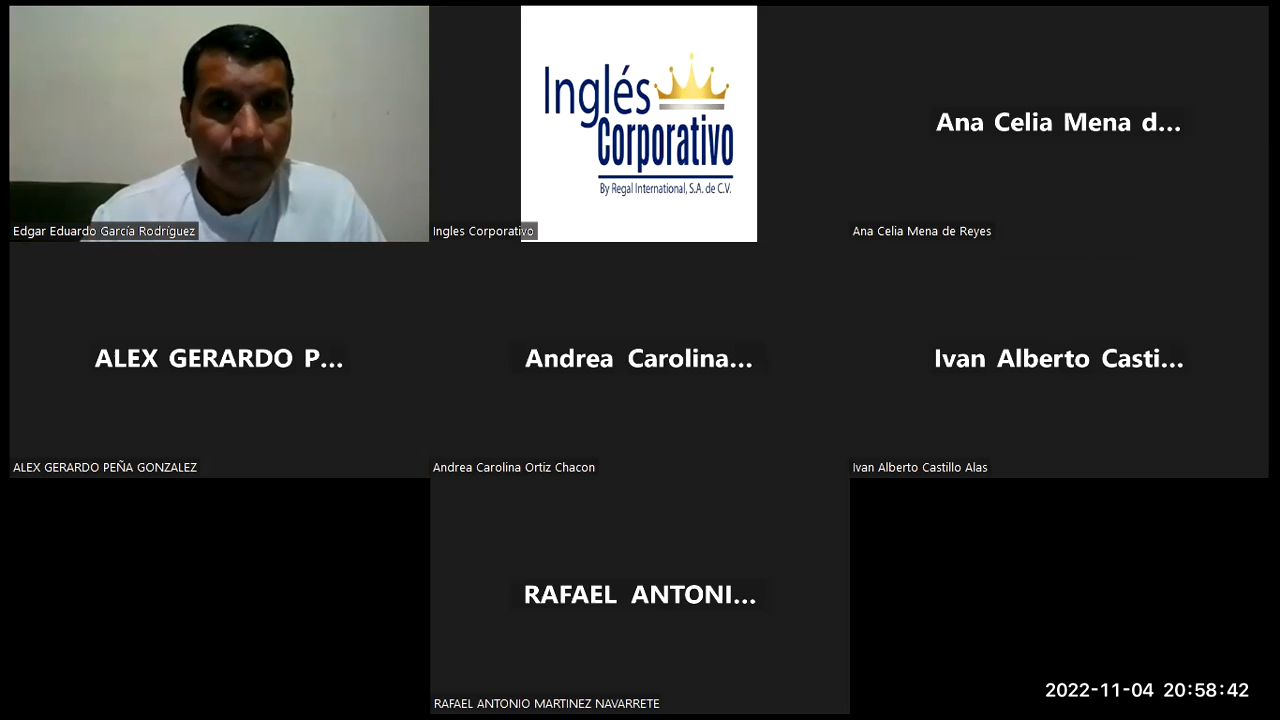 Inglés
Corporativo
By Regal International, S.A. de C.V.
Ana Celia Mena d...
Edgar Eduardo García Rodríguez
Ingles Corporativo
Ana Celia Mena de Reyes
ALEX GERARDO P...
Andrea Carolina...
Ivan Alberto Casti...
ALEX GERARDO PEÑA GONZALEZ
Andrea Carolina Ortiz Chacon
Ivan Alberto Castillo Alas
RAFAEL ANTONI...
RAFAEL ANTONIO MARTINEZ NAVARRETE
2022-11-04 20:58:42